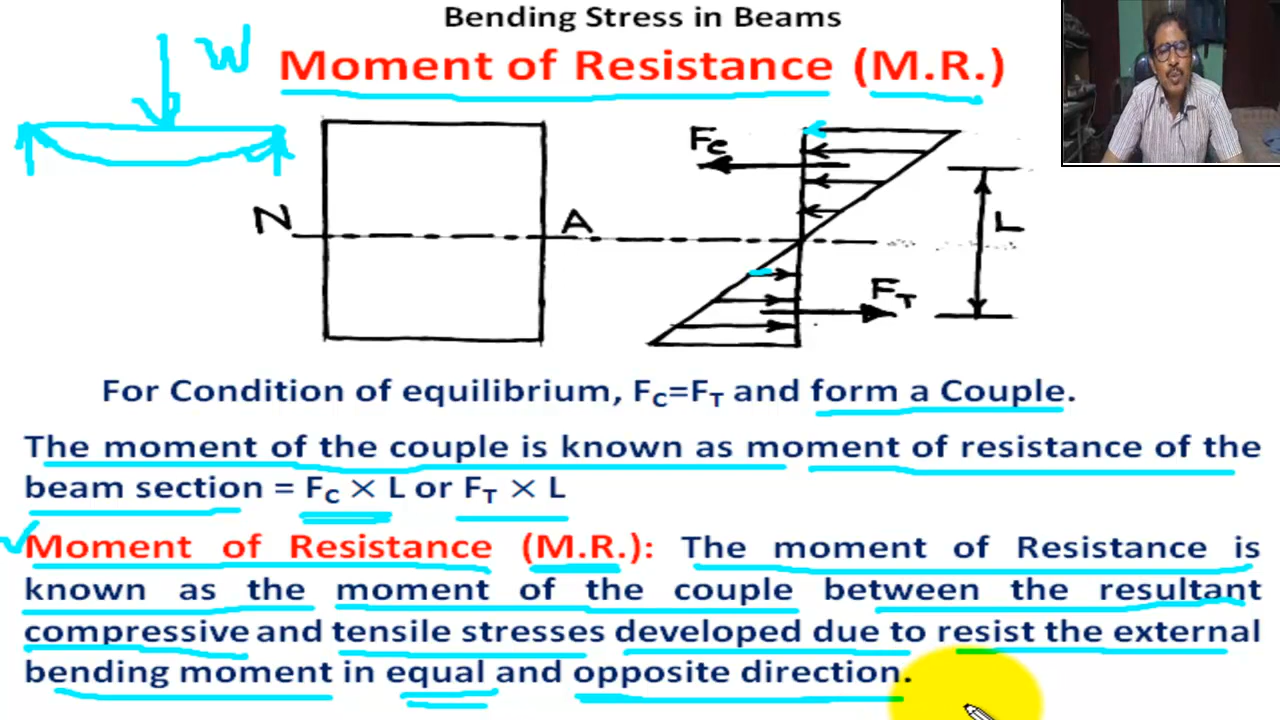 Bending Stress in Beams
Moment of Resistance (M.R.)
W
Fc
N
A
L
FT
For Condition of equilibrium, FC=FT and form a Couple.
The moment of the couple is known as moment of resistance of the
beam section = FC × L or FT × L
Moment of Resistance (M.R.): The moment of Resistance is
known as the moment of the couple between the resultant
compressive and tensile stresses developed due to resist the external
bending moment in equal and opposite direction.